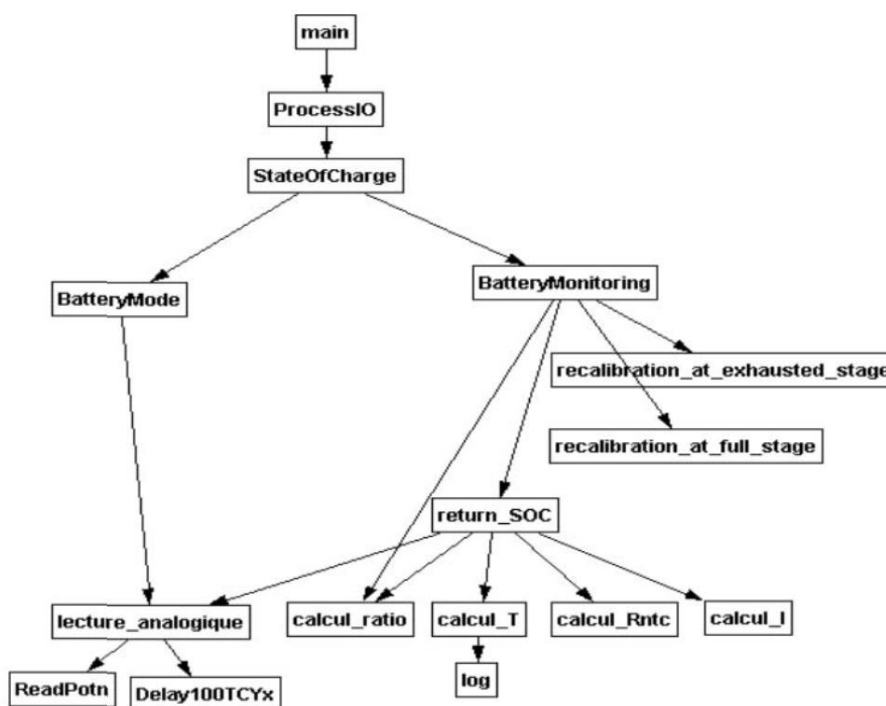 main
ProcessIO
StateOfCharge
BatteryMonitoring
BatteryMode
recalibration_at_exhausted_stage
recalibration_at_full_stage
return_SOC
lecture_analogique
calcul_ratio
calcul_T
calcul_Rntc
calcul_I
ReadPotn
Delay100TCYx
log